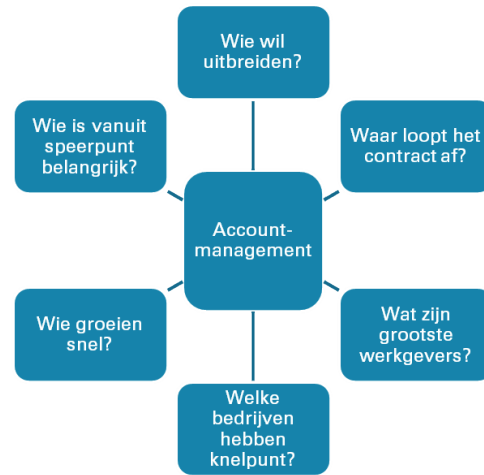 Wie wil
uitbreiden?
Wie is vanuit
speerpunt
belangrijk?
Waar loopt het
contract af?
Account-
management
Wie groeien
snel?
Wat zijn
grootste
werkgevers?
Welke
bedrijven
hebben
knelpunt?